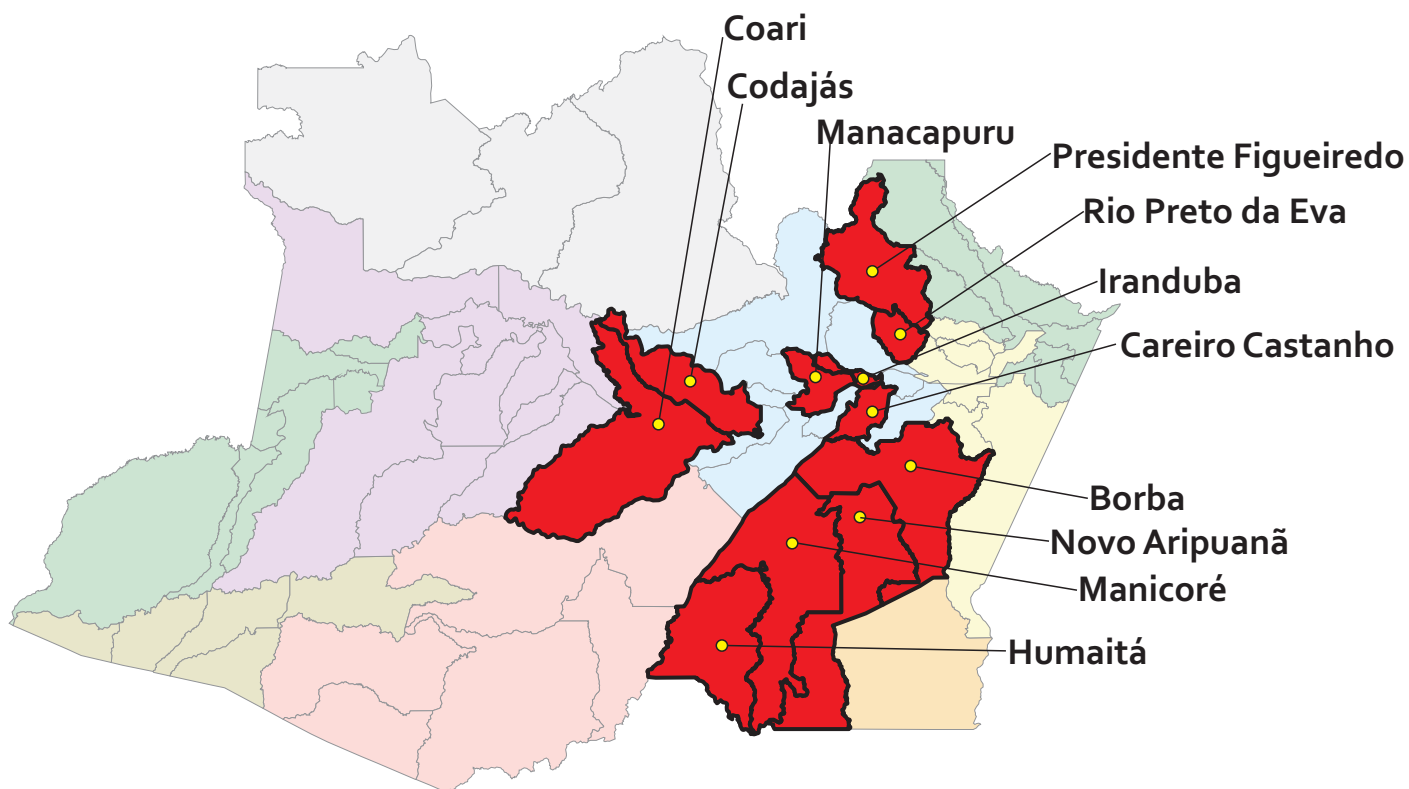 Coari
Codajás
Manacapuru
Presidente Figueiredo
Rio Preto da Eva
Iranduba
Careiro Castanho
Borba
Novo Aripuanã
Manicoré
Humaitá